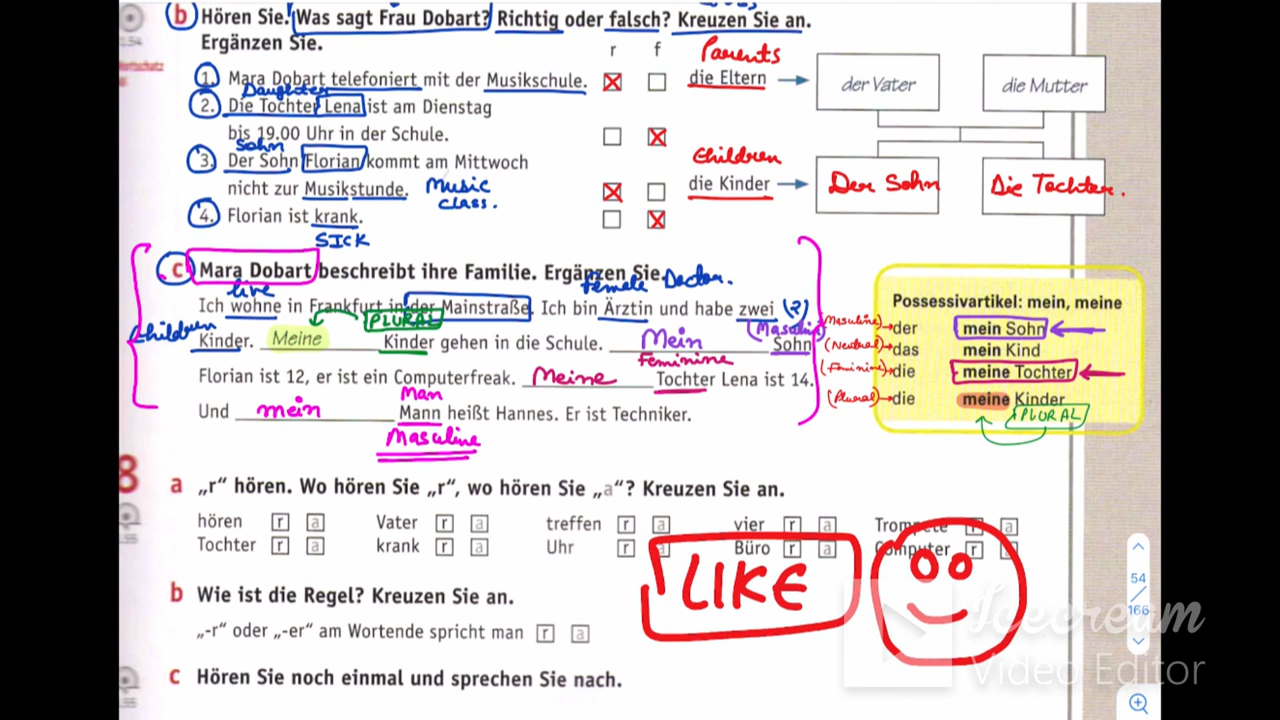 b Hören Sie. Was sagt Frau Dobart? Richtig oder falsch? Kreuzen Sie an.
Ergänzen Sie.
r f
Parents
1. Mara Dobart telefoniert mit der Musikschule.
die Eltern
der Vater
die Mutter
Daughter
2. Die Tochter Lena ist am Dienstag
bis 19.00 Uhr in der Schule.
Sohn
Children
3. Der Sohn Florian kommt am Mittwoch
nicht zur Musikstunde.
Music
class.
die Kinder
Der Sohn
Die Tochter.
4. Florian ist krank.
SICK
c Mara Dobart beschreibt ihre Familie. Ergänzen Sie.
live
Female Doctor.
Ich wohne in Frankfurt in der Mainstraße. Ich bin Ärztin und habe zwei (2)
Children
PLURAL
(Masculin)
Kinder. Meine Kinder gehen in die Schule. Mein Sohn
Feminine
Florian ist 12, er ist ein Computerfreak. Meine Tochter Lena ist 14.
Man
Und mein Mann heißt Hannes. Er ist Techniker.
Masculine
Possessivartikel: mein, meine
(Masculine) der mein Sohn
(Neutral) das mein Kind
(Feminine) die meine Tochter
(Plural) die meine Kinder
PLURAL
8
a „r“ hören. Wo hören Sie „r“, wo hören Sie „a“? Kreuzen Sie an.
hören r a Vater r a treffen r a vier r a Trompete r a
Tochter r a krank r a Uhr r a Büro r a Computer r a
LIKE
b Wie ist die Regel? Kreuzen Sie an.
„-r“ oder „-er“ am Wortende spricht man r a
c Hören Sie noch einmal und sprechen Sie nach.
54
/
166
Icecream
Video Editor